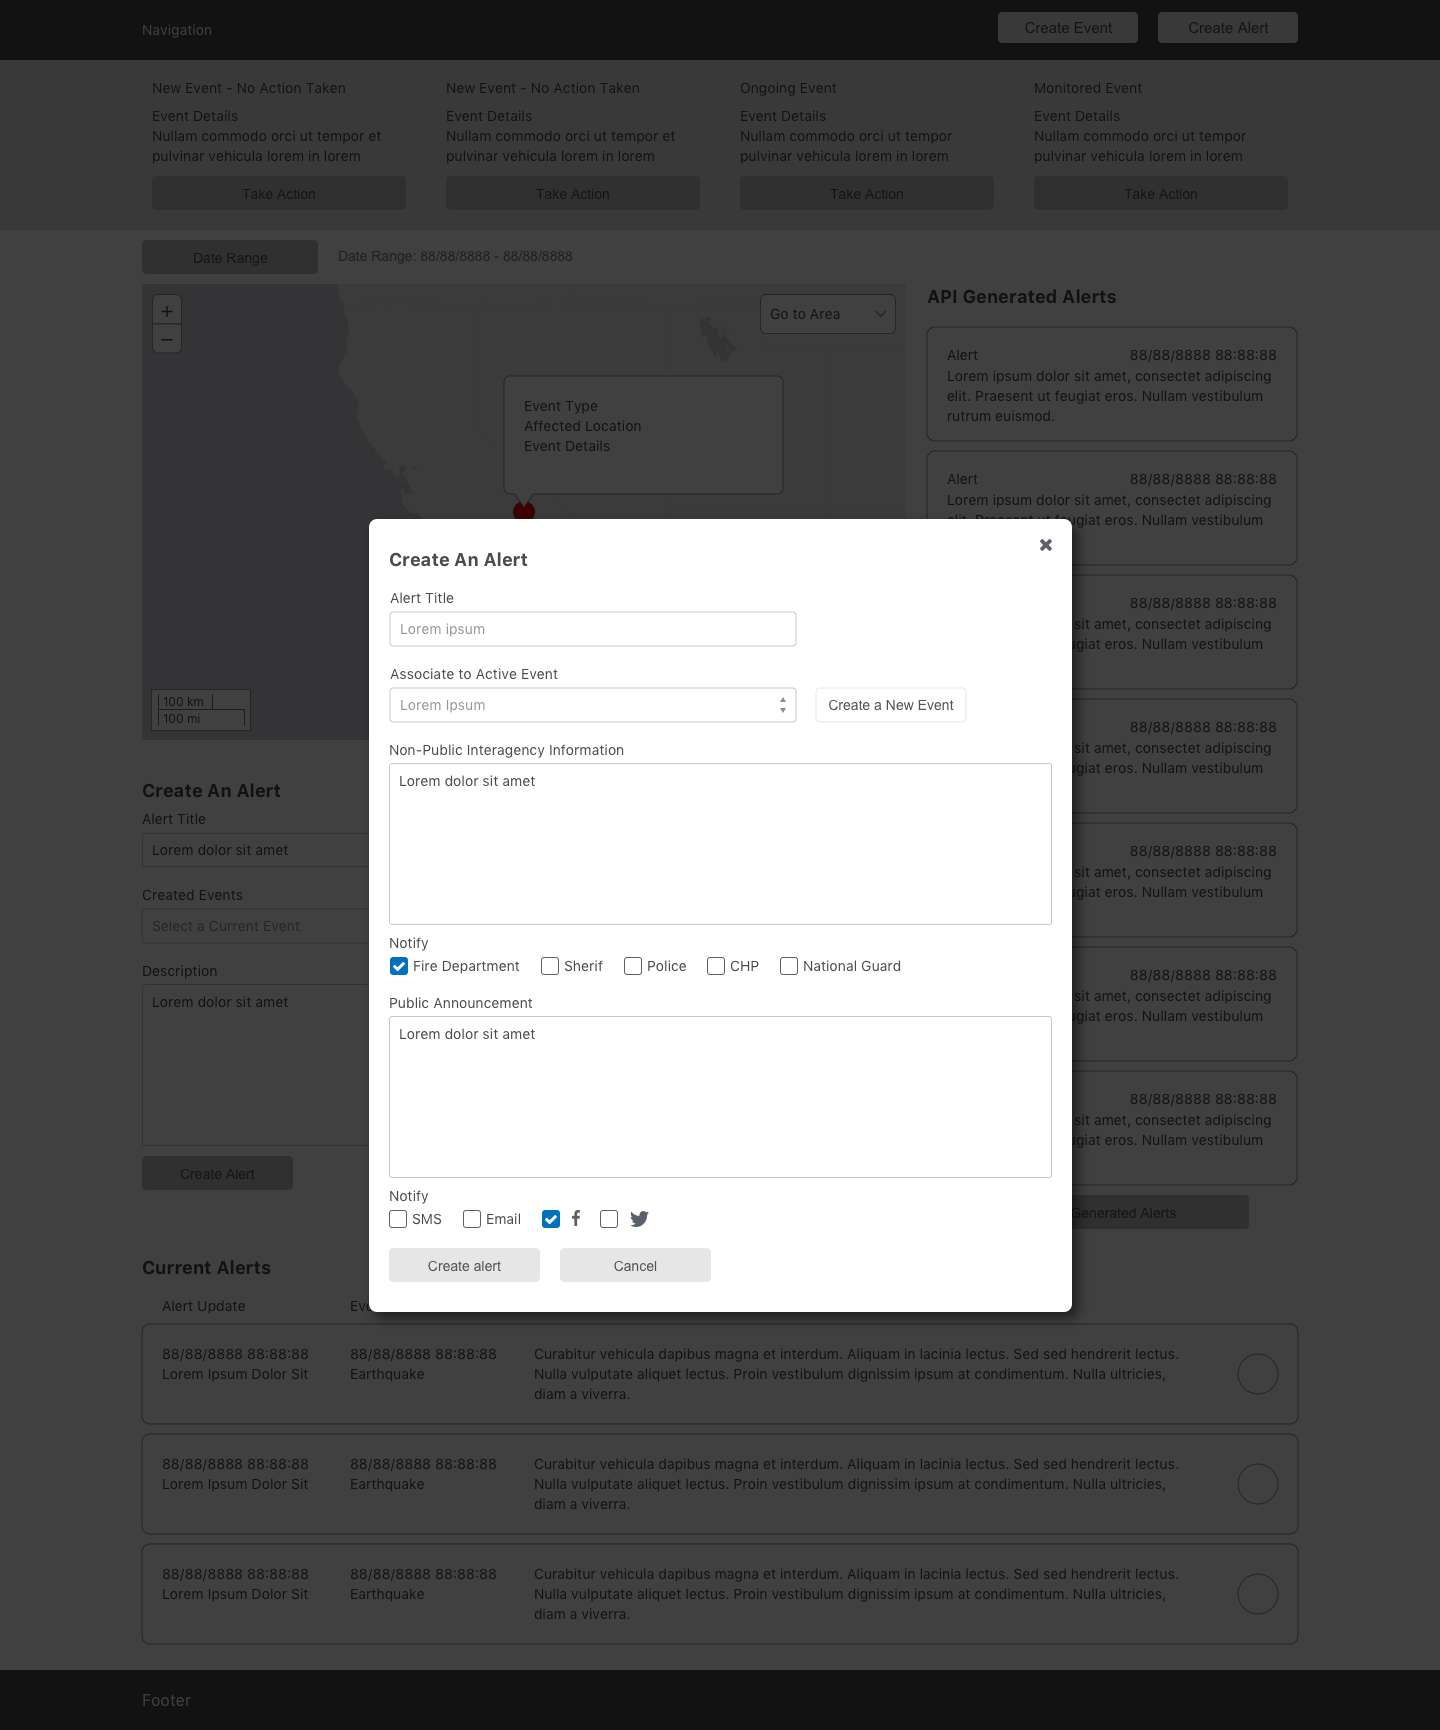 Navigation
Create Event
Create Alert
New Event - No Action Taken
Event Details
Nullam commodo orci ut tempor et
pulvinar vehicula lorem in lorem
Take Action
New Event - No Action Taken
Event Details
Nullam commodo orci ut tempor et
pulvinar vehicula lorem in lorem
Take Action
Ongoing Event
Event Details
Nullam commodo orci ut tempor
pulvinar vehicula lorem in lorem
Take Action
Monitored Event
Event Details
Nullam commodo orci ut tempor
pulvinar vehicula lorem in lorem
Take Action
Date Range
Date Range: 88/88/8888 - 88/88/8888
+
−
Go to Area
Event Type
Affected Location
Event Details
100 km
100 mi
API Generated Alerts
Alert 88/88/8888 88:88:88
Lorem ipsum dolor sit amet, consectet adipiscing
elit. Praesent ut feugiat eros. Nullam vestibulum
rutrum euismod.
Alert 88/88/8888 88:88:88
Lorem ipsum dolor sit amet, consectet adipiscing
elit. Praesent ut feugiat eros. Nullam vestibulum
88/88/8888 88:88:88
sit amet, consectet adipiscing
ugiat eros. Nullam vestibulum
88/88/8888 88:88:88
sit amet, consectet adipiscing
ugiat eros. Nullam vestibulum
88/88/8888 88:88:88
sit amet, consectet adipiscing
ugiat eros. Nullam vestibulum
88/88/8888 88:88:88
sit amet, consectet adipiscing
ugiat eros. Nullam vestibulum
88/88/8888 88:88:88
sit amet, consectet adipiscing
ugiat eros. Nullam vestibulum
Generated Alerts
Create An Alert
Alert Title
Lorem ipsum
Associate to Active Event
Lorem Ipsum
Create a New Event
Non-Public Interagency Information
Lorem dolor sit amet
Notify
Fire Department Sherif Police CHP National Guard
Public Announcement
Lorem dolor sit amet
Notify
SMS Email
Create alert
Cancel
Create An Alert
Alert Title
Lorem dolor sit amet
Created Events
Select a Current Event
Description
Lorem dolor sit amet
Create Alert
Current Alerts
Alert Update
88/88/8888 88:88:88
Lorem Ipsum Dolor Sit
88/88/8888 88:88:88
Earthquake
Curabitur vehicula dapibus magna et interdum. Aliquam in lacinia lectus. Sed sed hendrerit lectus.
Nulla vulputate aliquet lectus. Proin vestibulum dignissim ipsum at condimentum. Nulla ultricies,
diam a viverra.
88/88/8888 88:88:88
Lorem Ipsum Dolor Sit
88/88/8888 88:88:88
Earthquake
Curabitur vehicula dapibus magna et interdum. Aliquam in lacinia lectus. Sed sed hendrerit lectus.
Nulla vulputate aliquet lectus. Proin vestibulum dignissim ipsum at condimentum. Nulla ultricies,
diam a viverra.
88/88/8888 88:88:88
Lorem Ipsum Dolor Sit
88/88/8888 88:88:88
Earthquake
Curabitur vehicula dapibus magna et interdum. Aliquam in lacinia lectus. Sed sed hendrerit lectus.
Nulla vulputate aliquet lectus. Proin vestibulum dignissim ipsum at condimentum. Nulla ultricies,
diam a viverra.
Footer